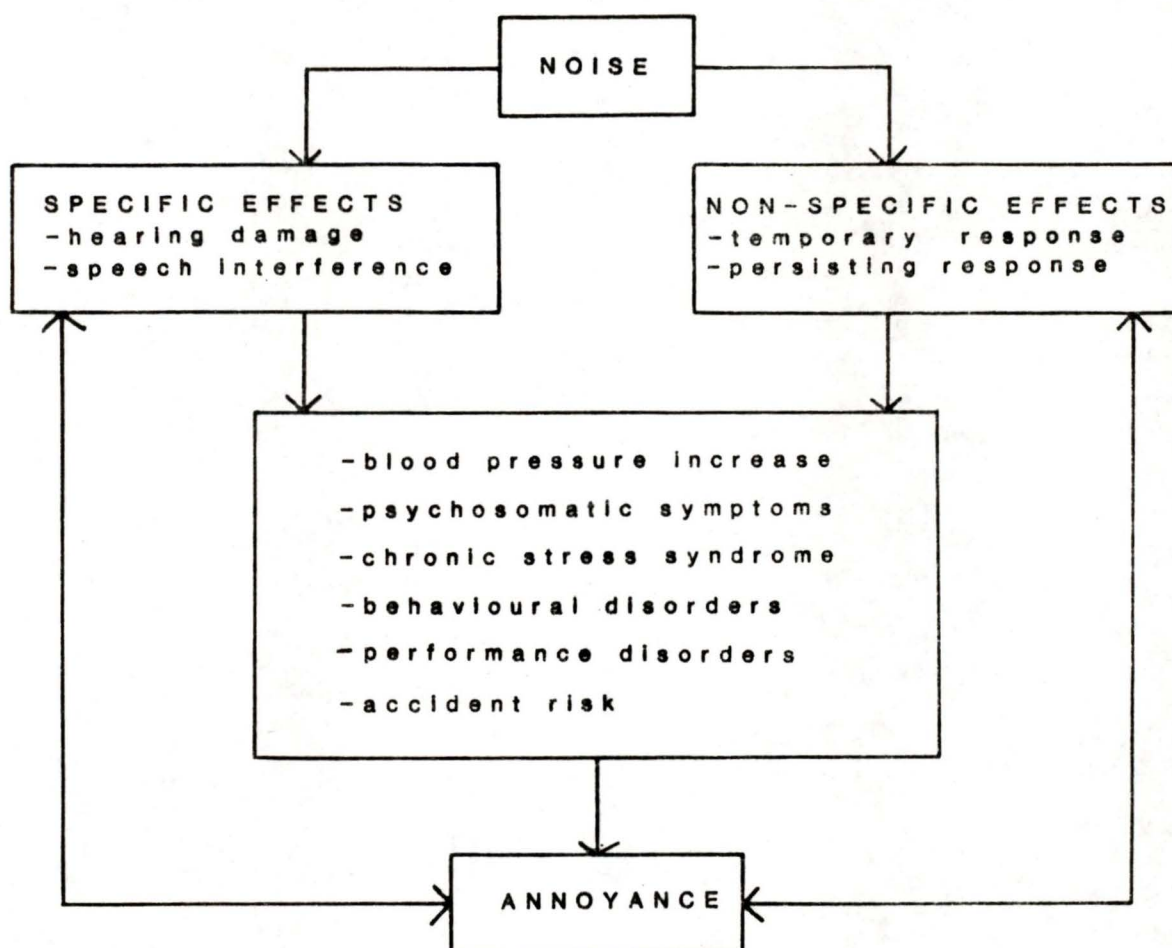 NOISE
SPECIFIC EFFECTS
-hearing damage
-speech interference
NON-SPECIFIC EFFECTS
-temporary response
-persisting response
-blood pressure increase
-psychosomatic symptoms
-chronic stress syndrome
-behavioural disorders
-performance disorders
-accident risk
ANNOYANCE